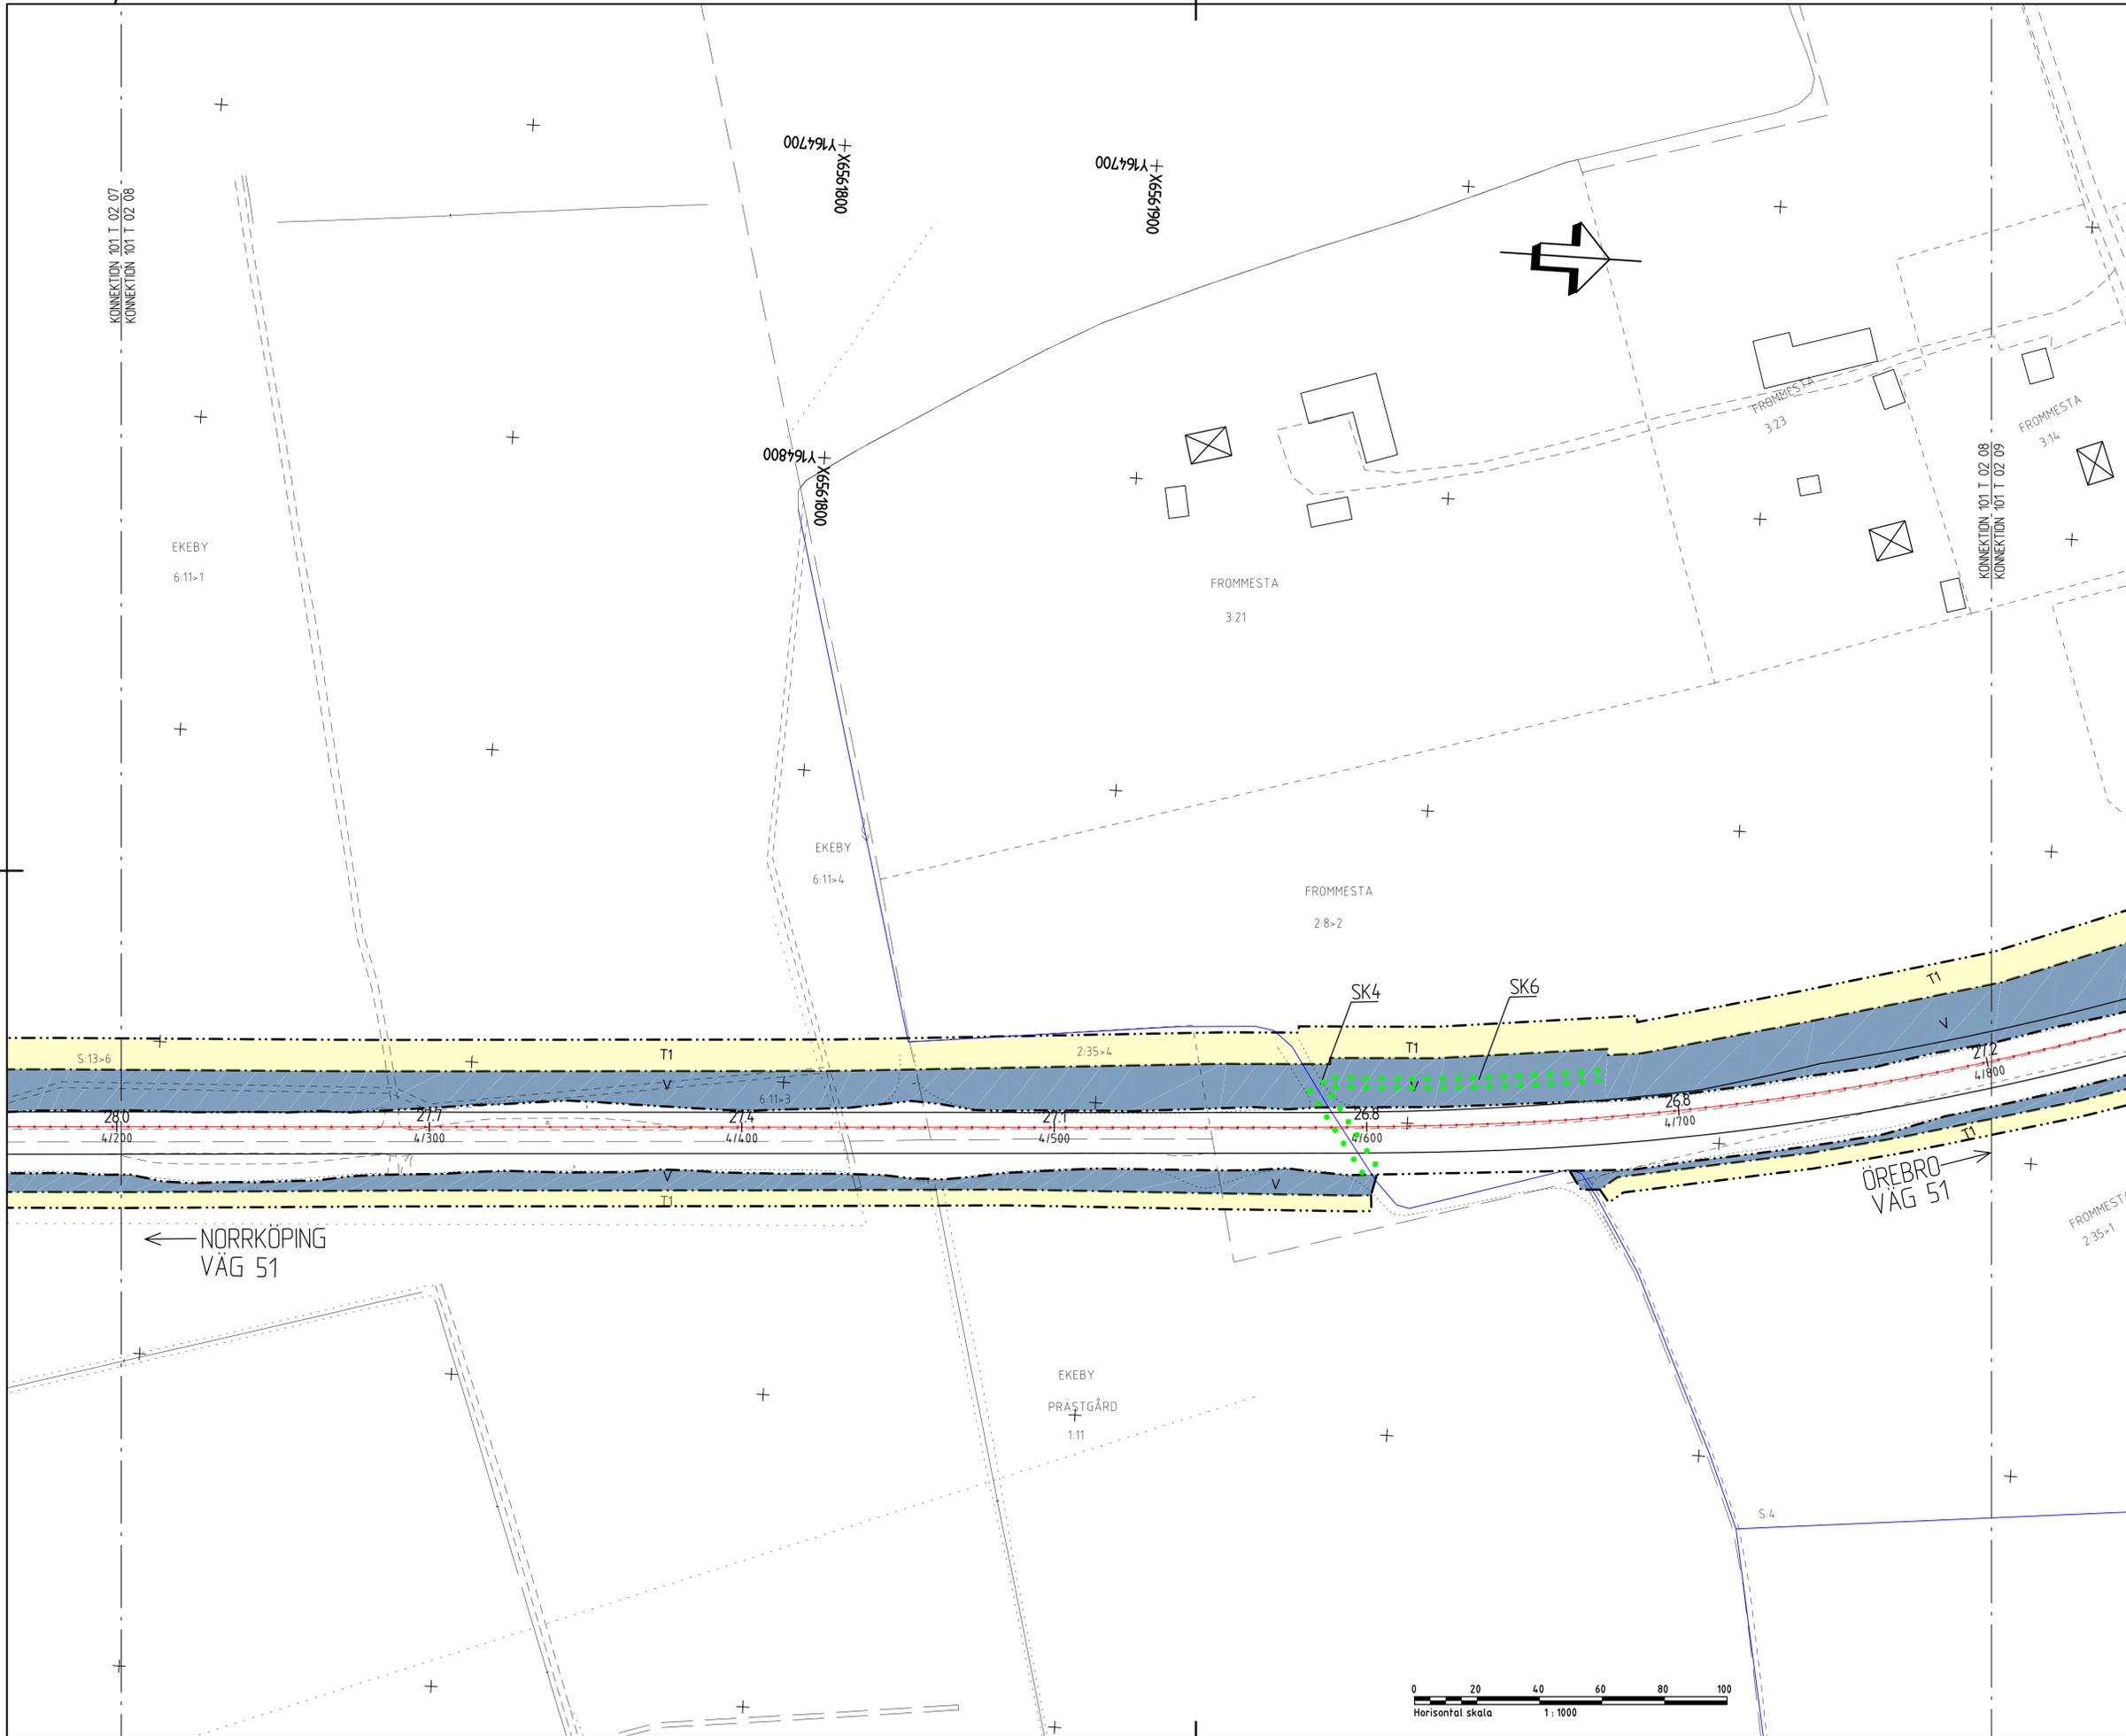 KONNEKTION 101 T 02 07
KONNEKTION 101 T 02 08
Y164700
X6561800
Y164700
X6561900
Y164800
X6561800
FROMMESTA
3:23
FROMMESTA
3:14
KONNEKTION 101 T 02 08
KONNEKTION 101 T 02 09
EKEBY
6:11>1
FROMMESTA
3:21
EKEBY
6:11>4
FROMMESTA
2:8>2
SK4
SK6
T1
V
S:13>6
T1
V
6:11>3
2:35>4
T1
V
28.0
27.7
27.4
27.1
26.8
26.8
27.2
4/200
4/300
4/400
4/500
4/600
4/700
4/800
V
T1
V
T1
ÖREBRO
VÄG 51
NORRKÖPING
VÄG 51
FROMMESTA
2:35>1
EKEBY
PRÄSTGÅRD
1:11
S:4
0 20 40 60 80 100
Horisontal skala 1 : 1000